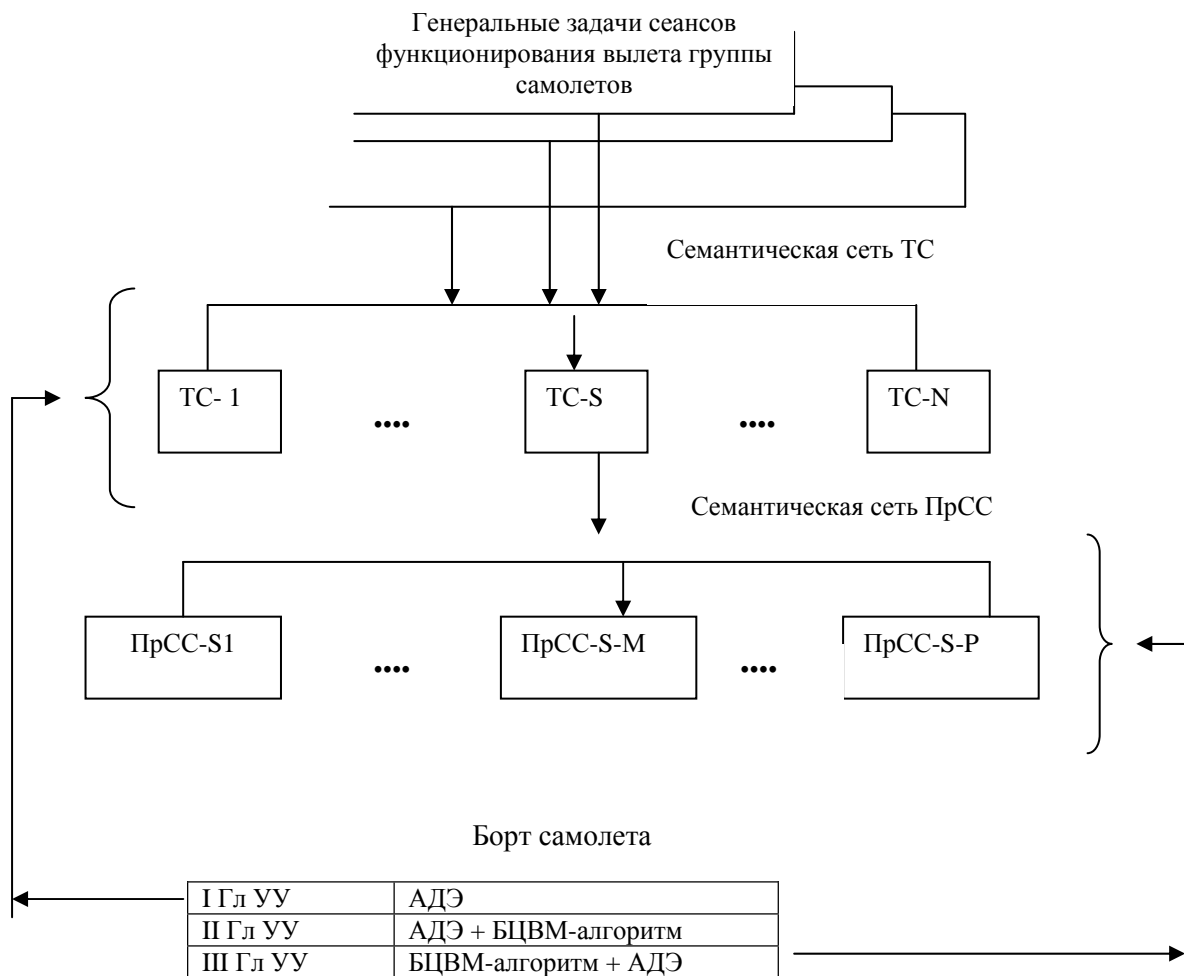 Генеральные задачи сеансов
функционирования вылета группы
самолетов
Семантическая сеть ТС
ТС- 1
....
ТС-S
....
ТС-N
Семантическая сеть ПрСС
ПрСС-S1
....
ПрСС-S-M
....
ПрСС-S-P
Борт самолета
I Гл УУ АДЭ
II Гл УУ АДЭ + БЦВМ-алгоритм
III Гл УУ БЦВМ-алгоритм + АДЭ